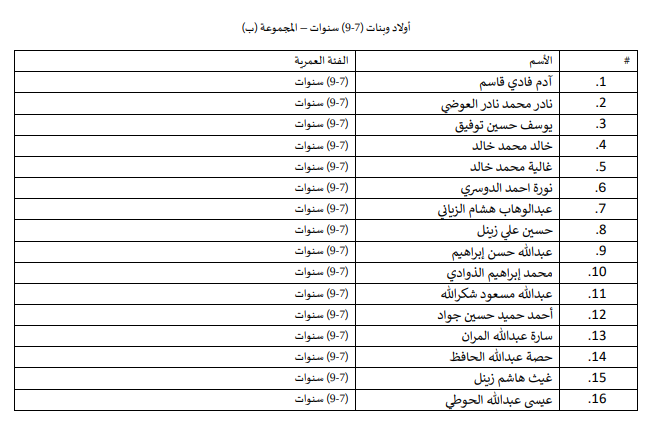 أولاد وبنات (7-9) سنوات – المجموعة (ب)
# الأسم الفئة العمرية
1. آدم فادي قاسم (7-9) سنوات
2. نادر محمد نادر العوضي (7-9) سنوات
3. يوسف حسين توفيق (7-9) سنوات
4. خالد محمد خالد (7-9) سنوات
5. غالية محمد خالد (7-9) سنوات
6. نورة احمد الدوسري (7-9) سنوات
7. عبدالوهاب هشام الزياني (7-9) سنوات
8. حسين علي زينل (7-9) سنوات
9. عبدالله حسن إبراهيم (7-9) سنوات
10. محمد إبراهيم الذوادي (7-9) سنوات
11. عبدالله مسعود شكرالله (7-9) سنوات
12. أحمد حميد حسين جواد (7-9) سنوات
13. سارة عبدالله المران (7-9) سنوات
14. حصة عبدالله الحافظ (7-9) سنوات
15. غيث هاشم زينل (7-9) سنوات
16. عيسى عبدالله الحوطي (7-9) سنوات